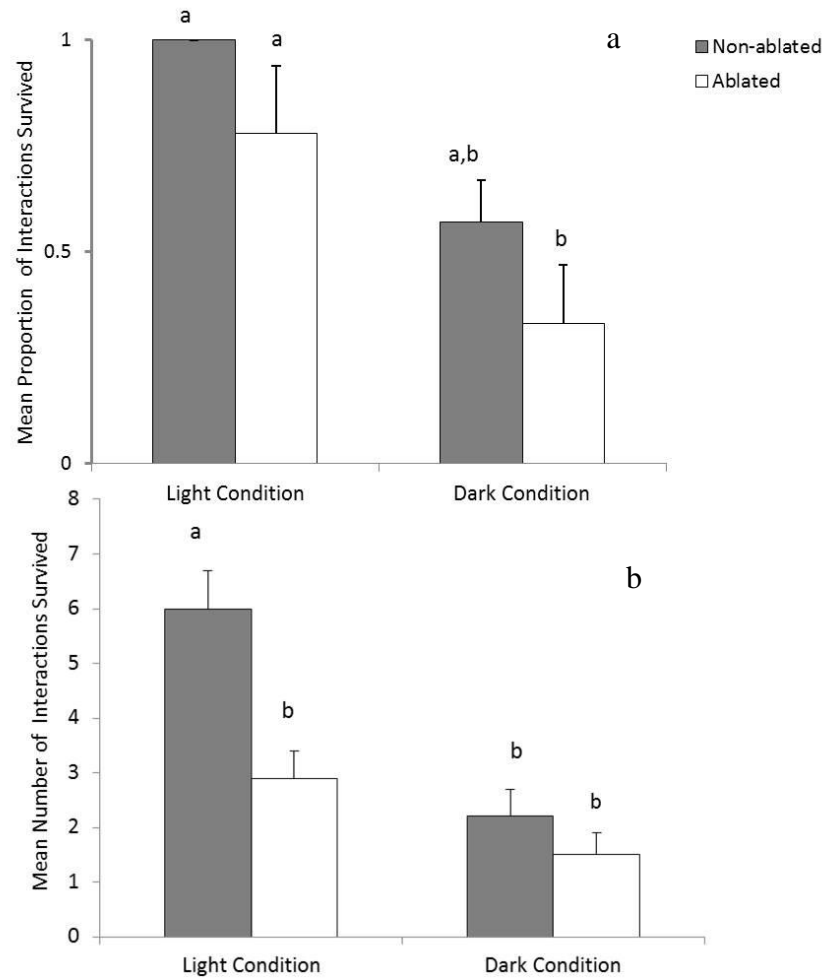 a
a
a
Non-ablated
Ablated
1
a,b
b
0.5
0
Mean Proportion of Interactions Survived
Light Condition
Dark Condition
8
a
7
b
6
5
b
4
b
3
b
2
1
0
Mean Number of Interactions Survived
Light Condition
Dark Condition